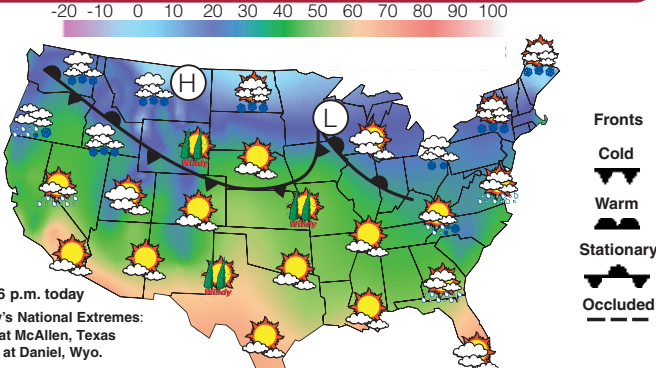 -20 -10 0 10 20 30 40 50 60 70 80 90 100
H
L
Windy
Windy
Windy
Fronts
Cold
Warm
Stationary
Occluded
6 p.m. today
y's National Extremes:
at McAllen, Texas
at Daniel, Wyo.